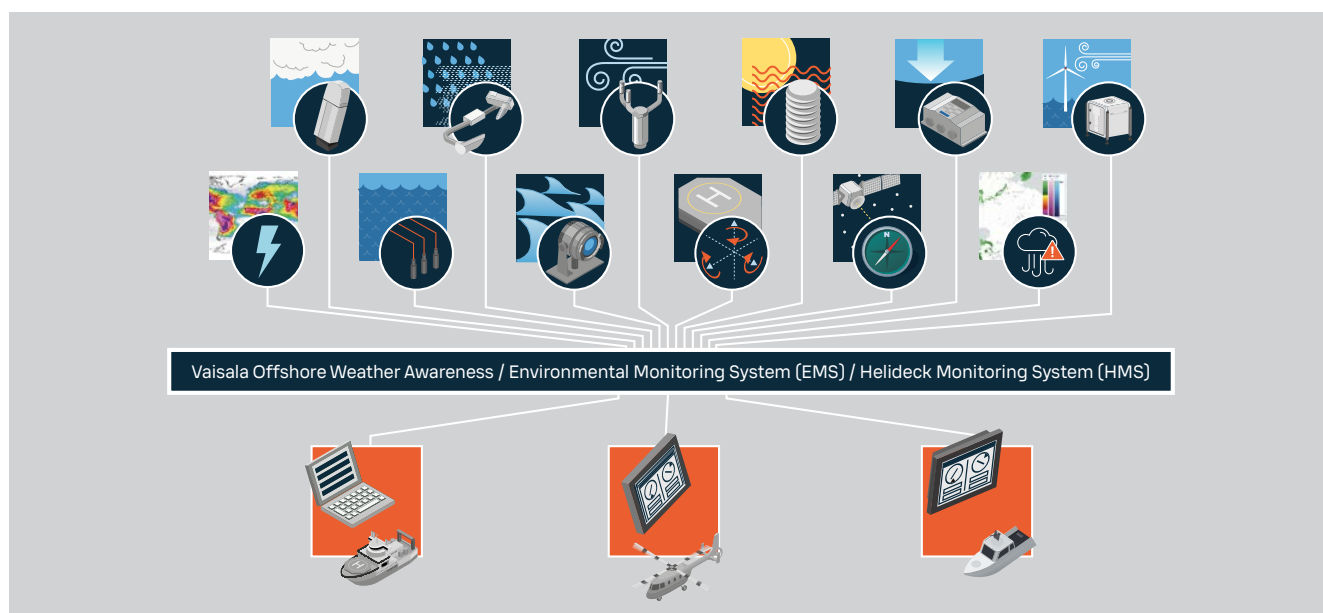 H
N
Vaisala Offshore Weather Awareness / Environmental Monitoring System (EMS) / Helideck Monitoring System (HMS)
H